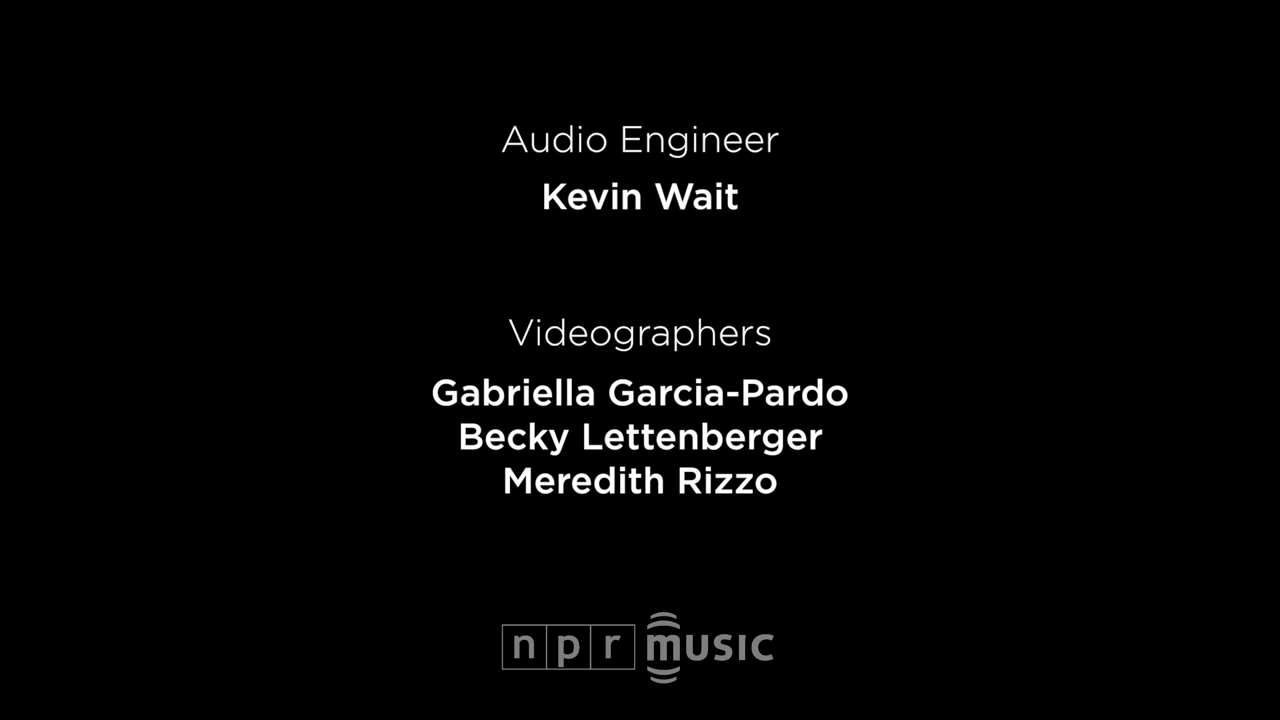 Audio Engineer
Kevin Wait
Videographers
Gabriella Garcia-Pardo
Becky Lettenberger
Meredith Rizzo
npr music